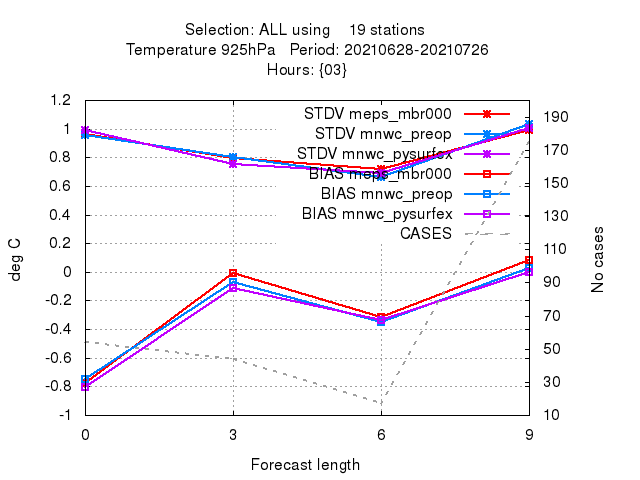 Selection: ALL using 19 stations
Temperature 925hPa Period: 20210628-20210726
Hours: {03}
STDV meps_mbr000
STDV mnwc_preop
STDV mnwc_pysurfex
BIAS meps_mbr000
BIAS mnwc_preop
BIAS mnwc_pysurfex
CASES
deg C
1.2
1
0.8
0.6
0.4
0.2
0
-0.2
-0.4
-0.6
-0.8
-1
No cases
190
170
150
130
110
90
70
50
30
10
0 3 6 9
Forecast length